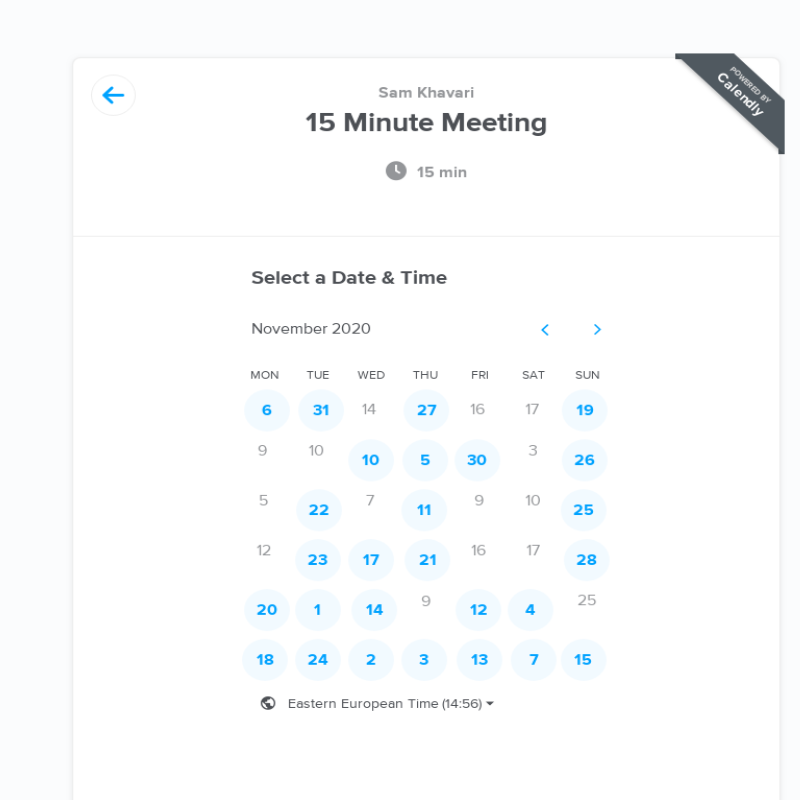 POWERED BY
Calendly
Sam Khavari
15 Minute Meeting
15 min
Select a Date & Time
November 2020
MON TUE WED THU FRI SAT SUN
6 31 14 27 16 17 19
9 10 10 5 30 3 26
5 22 7 11 9 10 25
12 23 17 21 16 17 28
20 1 14 9 12 4 25
18 24 2 3 13 7 15
Eastern European Time (14:56)